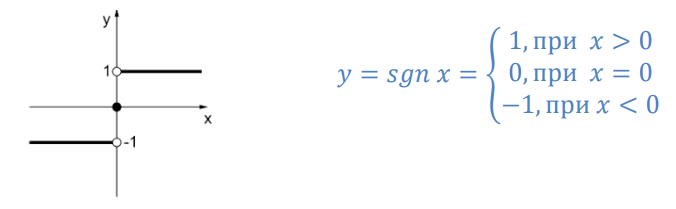 y
1
x
-1
y = sgn x = { 1, при x > 0
0, при x = 0
−1, при x < 0